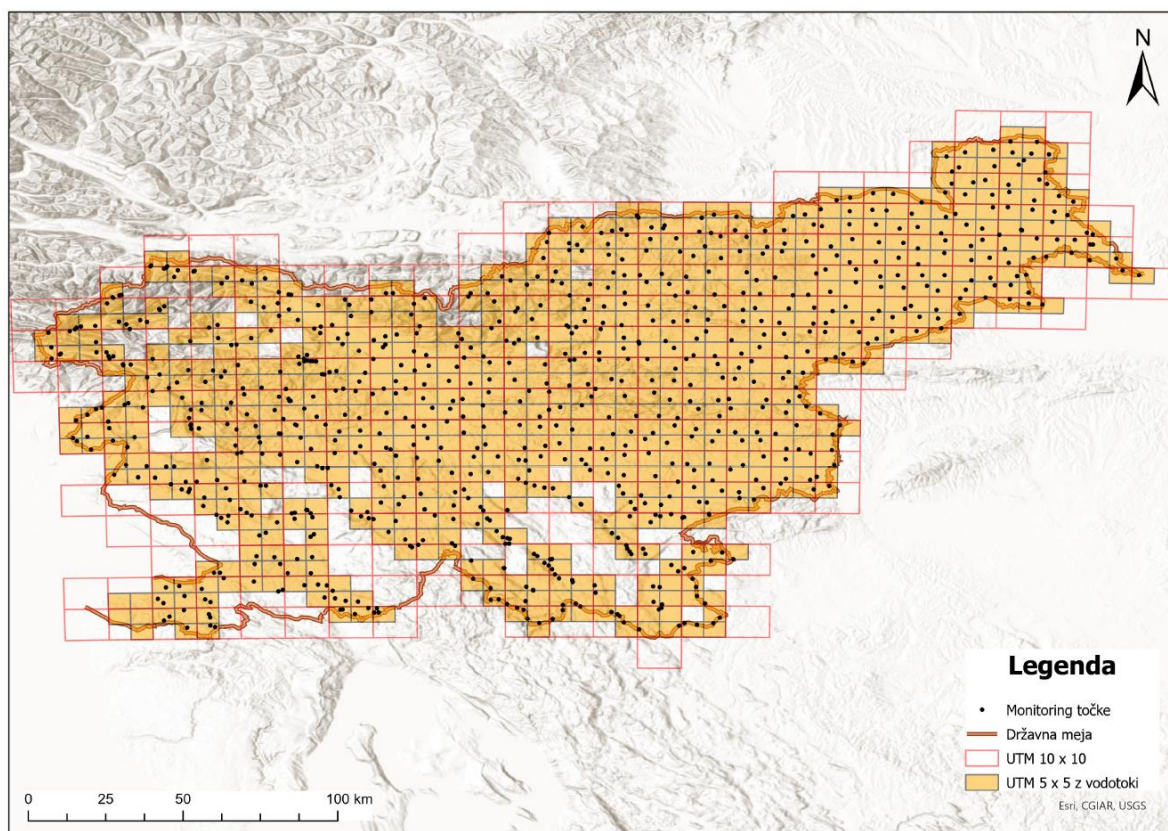 N
Legenda
Monitoring točke
Državna meja
UTM 10 x 10
UTM 5 x 5 z vodotoki
0 25 50 100 km
Esri, CGIAR, USGS